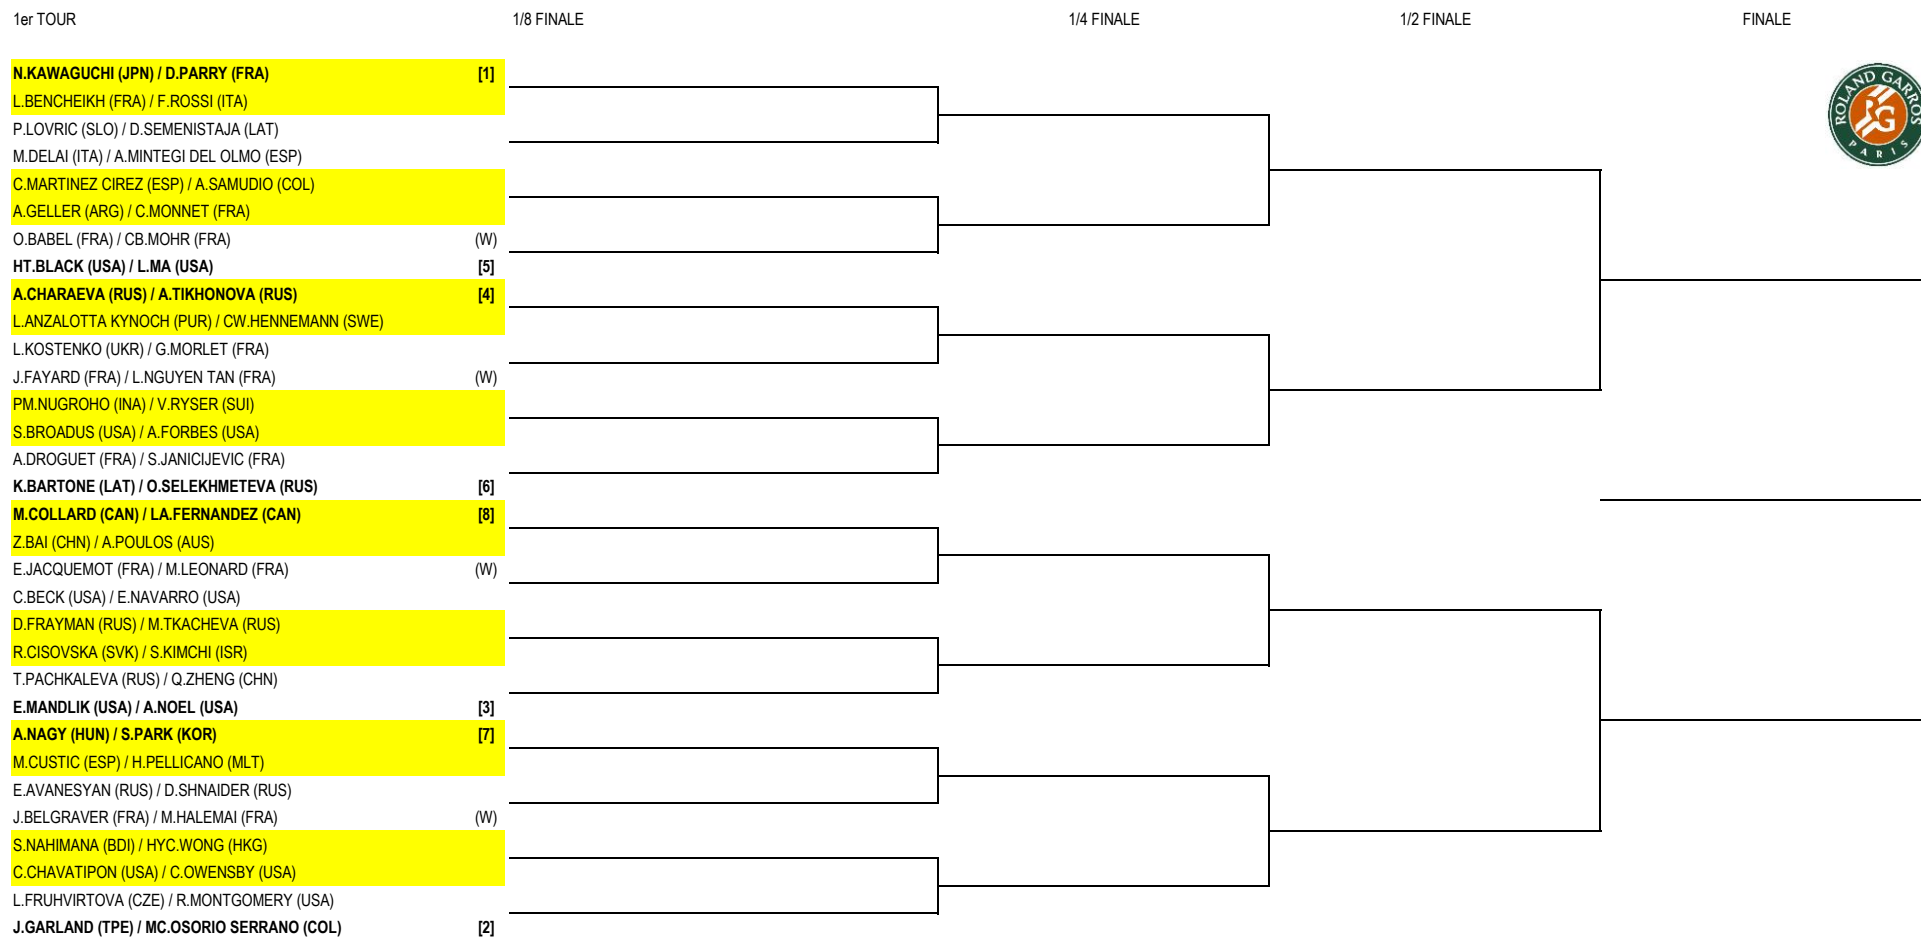 1er TOUR 1/8 FINALE 1/4 FINALE 1/2 FINALE FINALE
N.KAWAGUCHI (JPN) / D.PARRY (FRA) [1]
L.BENCHEIKH (FRA) / F.ROSSI (ITA)
P.LOVRIC (SLO) / D.SEMENISTAJA (LAT)
M.DELAI (ITA) / A.MINTEGI DEL OLMO (ESP)
C.MARTINEZ CIREZ (ESP) / A.SAMUDIO (COL)
A.GELLER (ARG) / C.MONNET (FRA)
O.BABEL (FRA) / CB.MOHR (FRA) (W)
HT.BLACK (USA) / L.MA (USA) [5]
A.CHARAEVA (RUS) / A.TIKHONOVA (RUS) [4]
L.ANZALOTTA KYNOCH (PUR) / CW.HENNEMANN (SWE)
L.KOSTENKO (UKR) / G.MORLET (FRA)
J.FAYARD (FRA) / L.NGUYEN TAN (FRA) (W)
PM.NUGROHO (INA) / V.RYSER (SUI)
S.BROADUS (USA) / A.FORBES (USA)
A.DROGUET (FRA) / S.JANICIJEVIC (FRA)
K.BARTONE (LAT) / O.SELEKHMETEVA (RUS) [6]
M.COLLARD (CAN) / LA.FERNANDEZ (CAN) [8]
Z.BAI (CHN) / A.POULOS (AUS)
E.JACQUEMOT (FRA) / M.LEONARD (FRA) (W)
C.BECK (USA) / E.NAVARRO (USA)
D.FRAYMAN (RUS) / M.TKACHEVA (RUS)
R.CISOVSKA (SVK) / S.KIMCHI (ISR)
T.PACHKALEVA (RUS) / Q.ZHENG (CHN)
E.MANDLIK (USA) / A.NOEL (USA) [3]
A.NAGY (HUN) / S.PARK (KOR) [7]
M.CUSTIC (ESP) / H.PELLICANO (MLT)
E.AVANESYAN (RUS) / D.SHNAIDER (RUS)
J.BELGRAVER (FRA) / M.HALEMAI (FRA) (W)
S.NAHIMANA (BDI) / HYC.WONG (HKG)
C.CHAVATIPON (USA) / C.OWENSBY (USA)
L.FRUHVIRTOVA (CZE) / R.MONTGOMERY (USA)
J.GARLAND (TPE) / MC.OSORIO SERRANO (COL) [2]
ROLAND GARROS
RG
PARIS